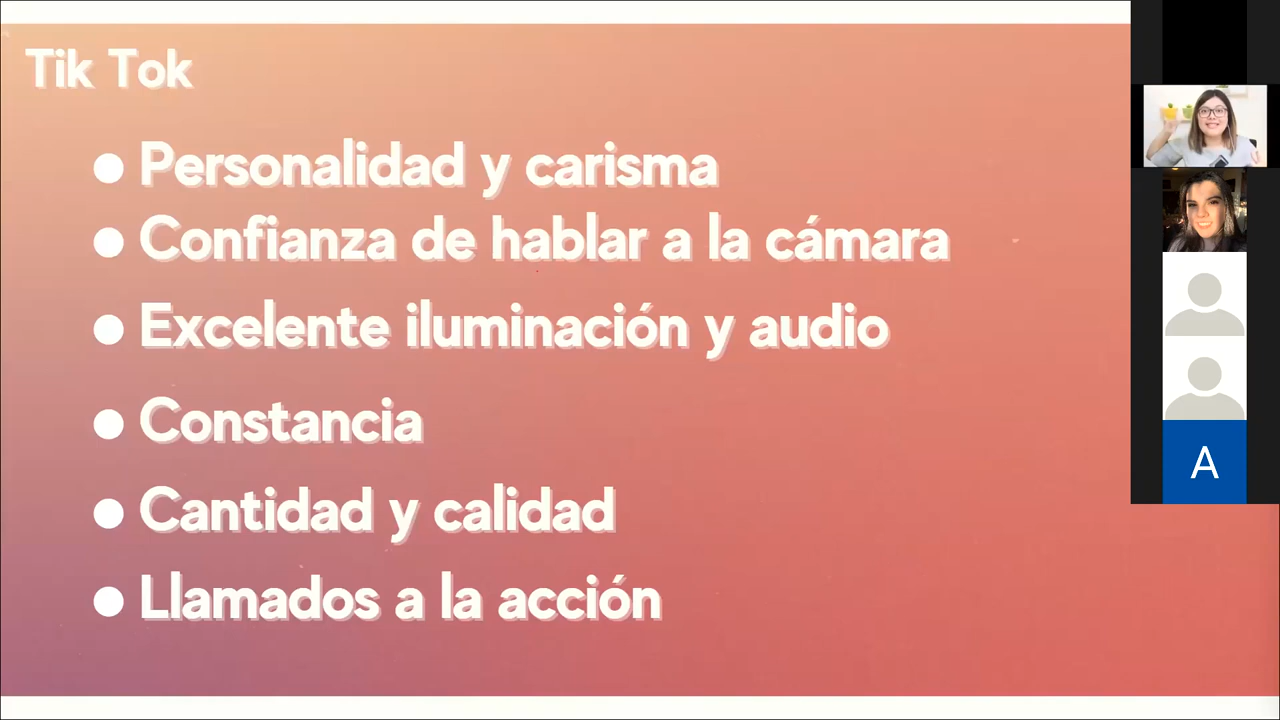 Tik Tok
● Personalidad y carisma
● Confianza de hablar a la cámara
● Excelente iluminación y audio
● Constancia
● Cantidad y calidad
● Llamados a la acción
A